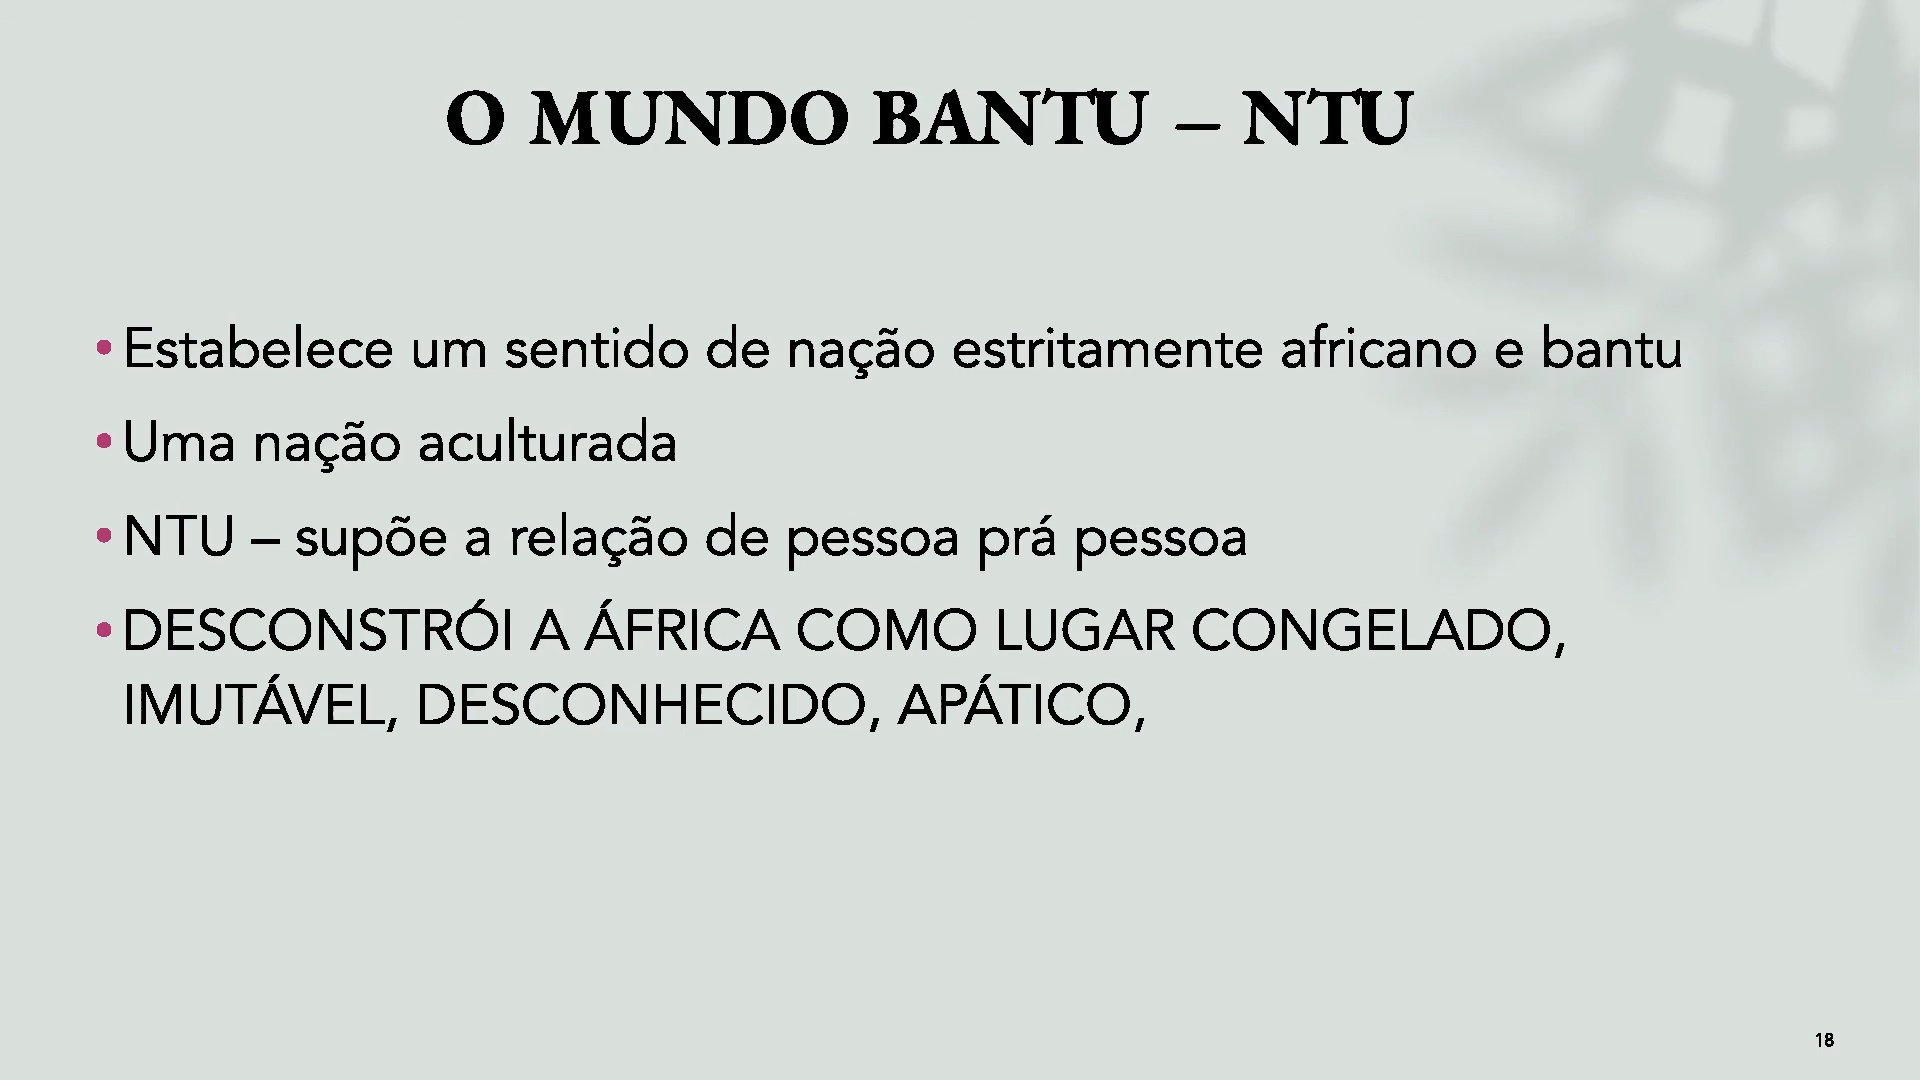 O MUNDO BANTU – NTU
• Estabelece um sentido de nação estritamente africano e bantu
• Uma nação aculturada
• NTU – supõe a relação de pessoa prá pessoa
• DESCONSTRÓI A ÁFRICA COMO LUGAR CONGELADO,
IMUTÁVEL, DESCONHECIDO, APÁTICO,
18